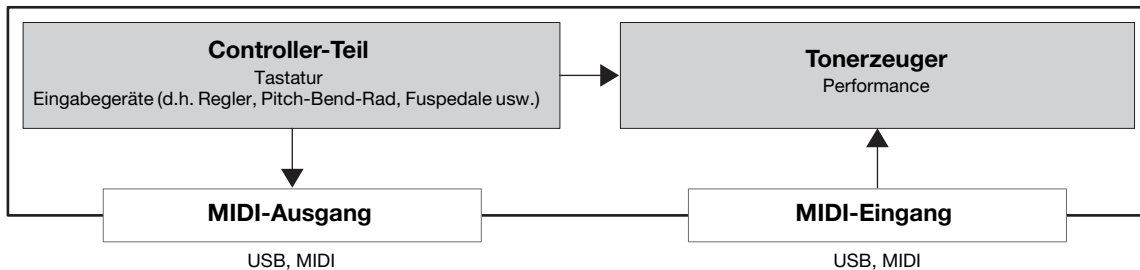 Controller-Teil
Tastatur
Eingabegeräte (d.h. Regler, Pitch-Bend-Rad, Fuspedale usw.)
Tonerzeuger
Performance
MIDI-Ausgang
MIDI-Eingang
USB, MIDI
USB, MIDI